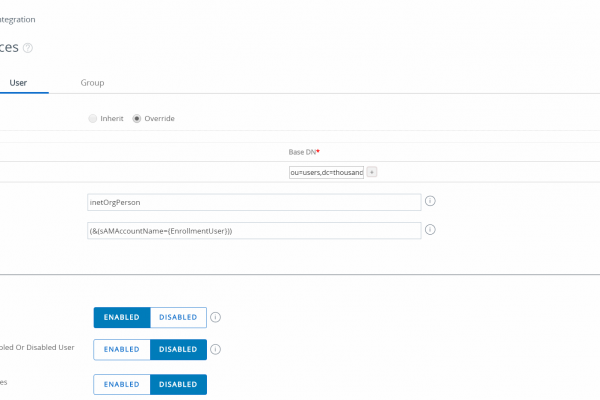 ntegration
ces
User Group
Inherit Override
Base DN*
ou=users,dc=thousand +
inetOrgPerson
(&(sAMAccountName={EnrollmentUser}))
ENABLED DISABLED
bled Or Disabled User ENABLED DISABLED
es ENABLED DISABLED